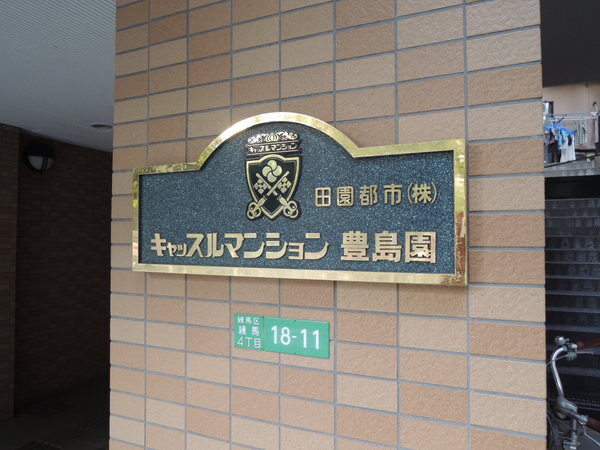 キャッスルマンション
田園都市(株)
キャッスルマンション 豊島園
練馬区
練馬
4丁目
18-11